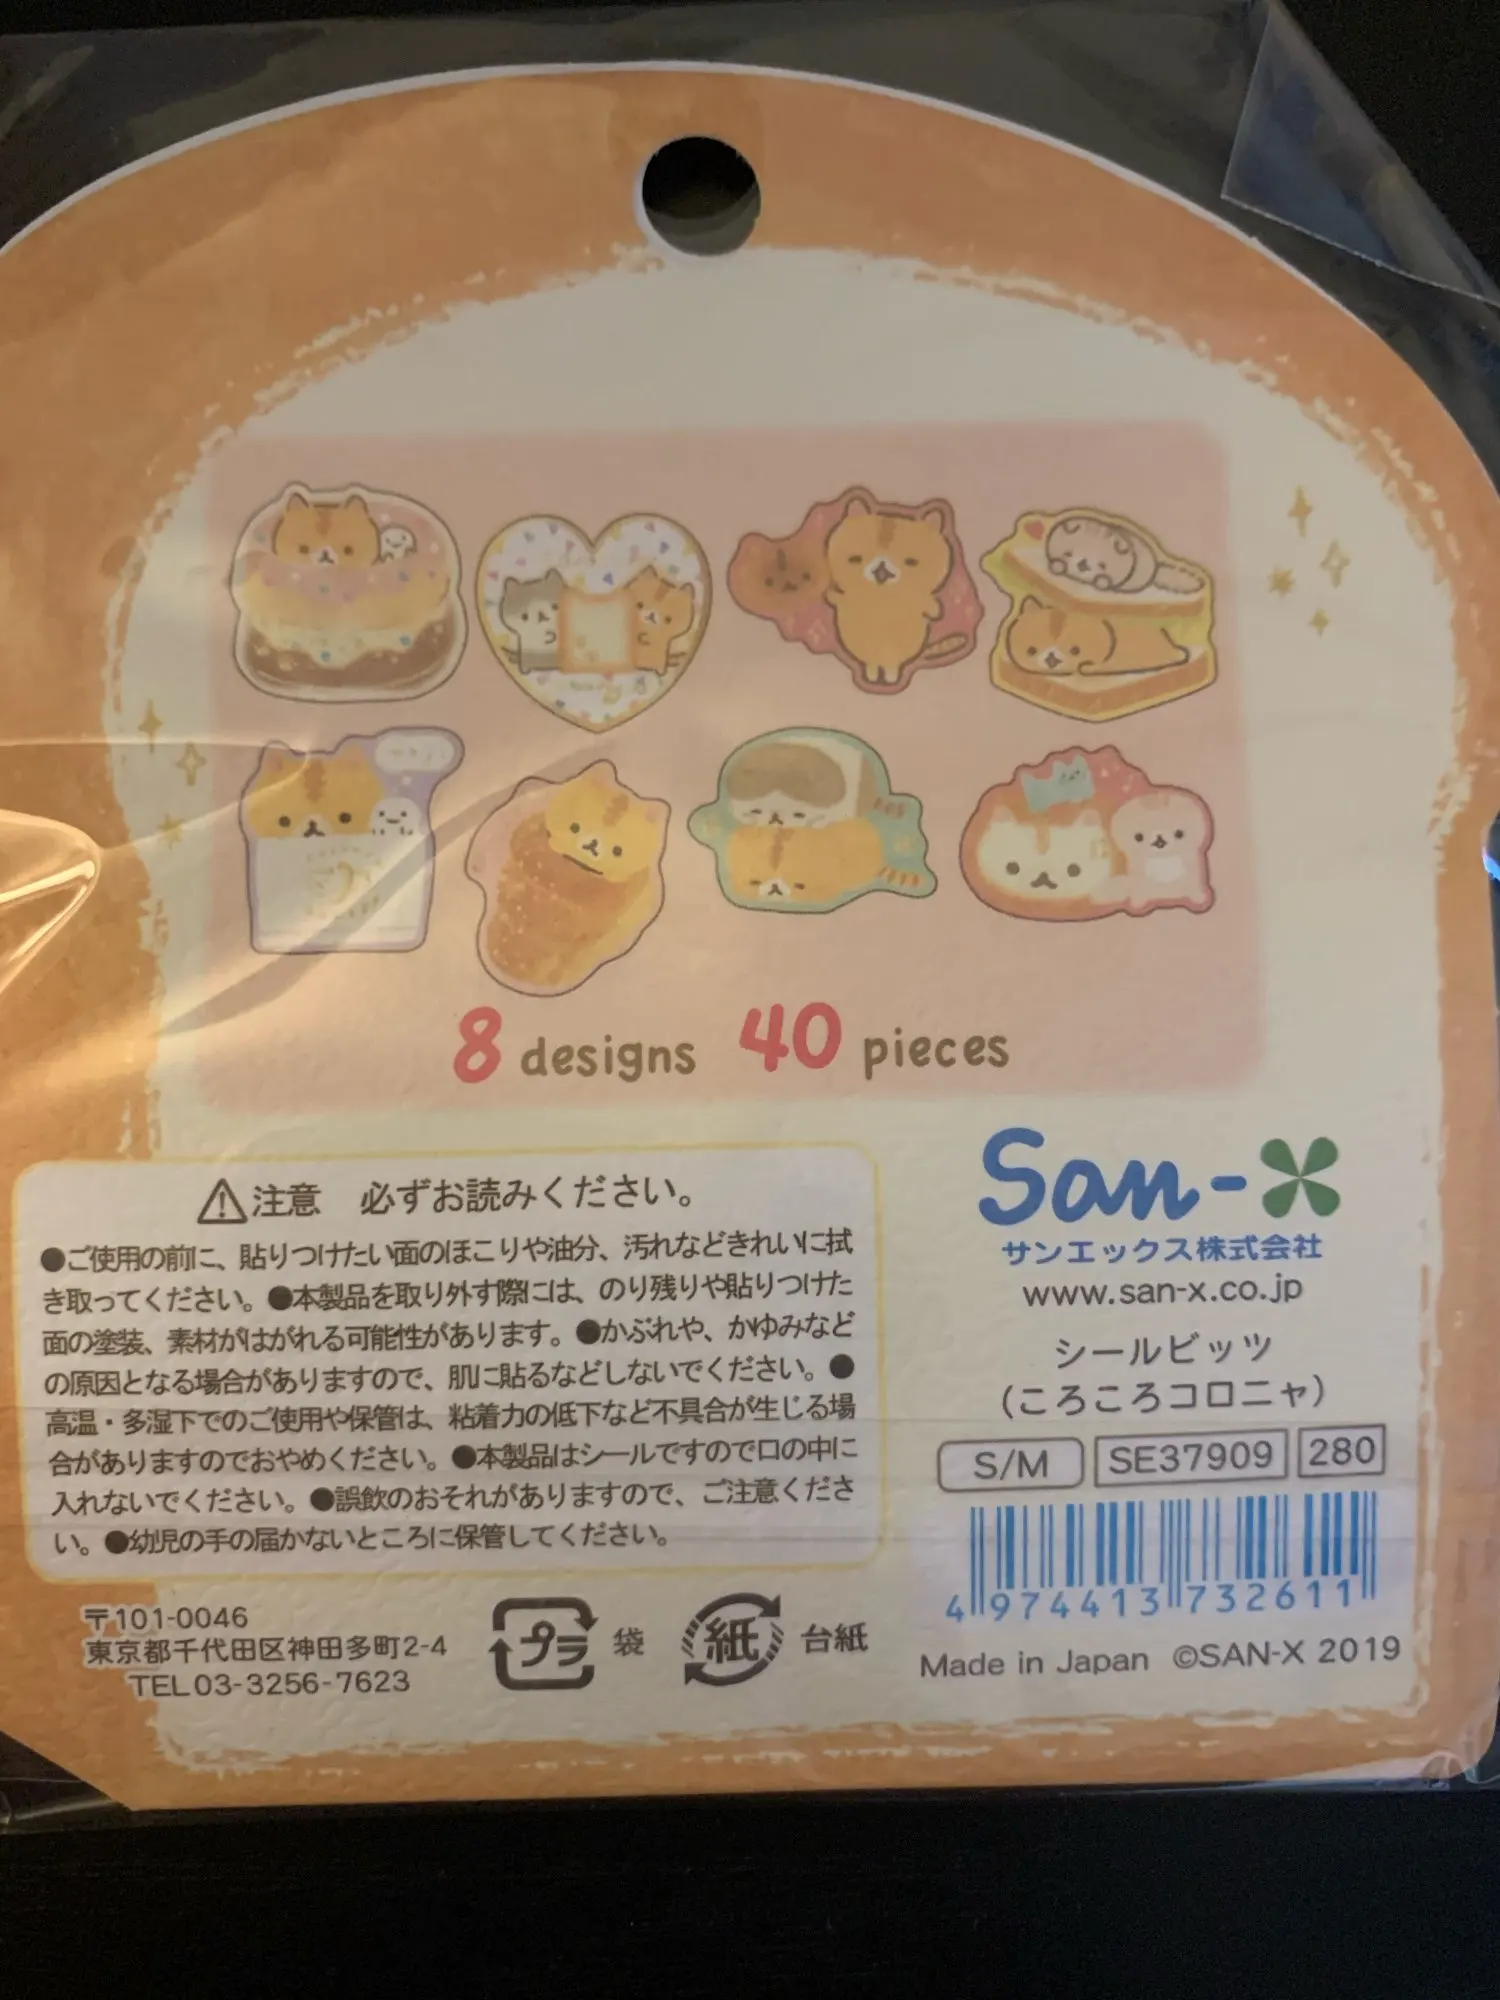 8 designs 40 pieces
注意 必ずお読みください。
●ご使用の前に、貼りつけたい面のほこりや油分、汚れなどきれいに拭
き取ってください。●本製品を取り外す際には、のり残りや貼りつけた
面の塗装、素材がはがれる可能性があります。●かぶれや、かゆみなど
の原因となる場合がありますので、肌に貼るなどしないでください。●
高温・多湿下でのご使用や保管は、粘着力の低下など不具合が生じる場
合がありますのでおやめください。●本製品はシールですので口の中に
入れないでください。●誤飲のおそれがありますので、ご注意くださ
い。●幼児の手の届かないところに保管してください。
〒101-0046
東京都千代田区神田多町2-4
TEL03-3256-7623
プラ 袋
紙 台紙
San-X
サンエックス株式会社
www.san-x.co.jp
シールビッツ
(ころころコロニャ)
S/M SE37909 280
4 974413 732611
Made in Japan ©SAN-X 2019